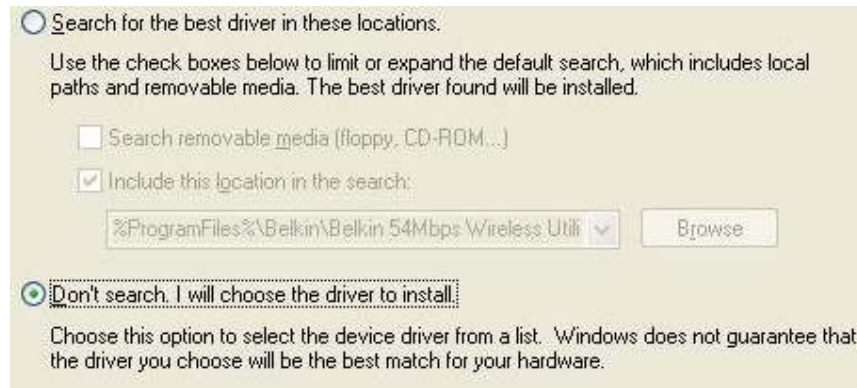 Search for the best driver in these locations.
Use the check boxes below to limit or expand the default search, which includes local
paths and removable media. The best driver found will be installed.
Search removable media (floppy, CD-ROM...)
Include this location in the search:
%ProgramFiles%\Belkin\Belkin 54Mbps Wireless Utili
Browse
Don't search. I will choose the driver to install.
Choose this option to select the device driver from a list. Windows does not guarantee that
the driver you choose will be the best match for your hardware.